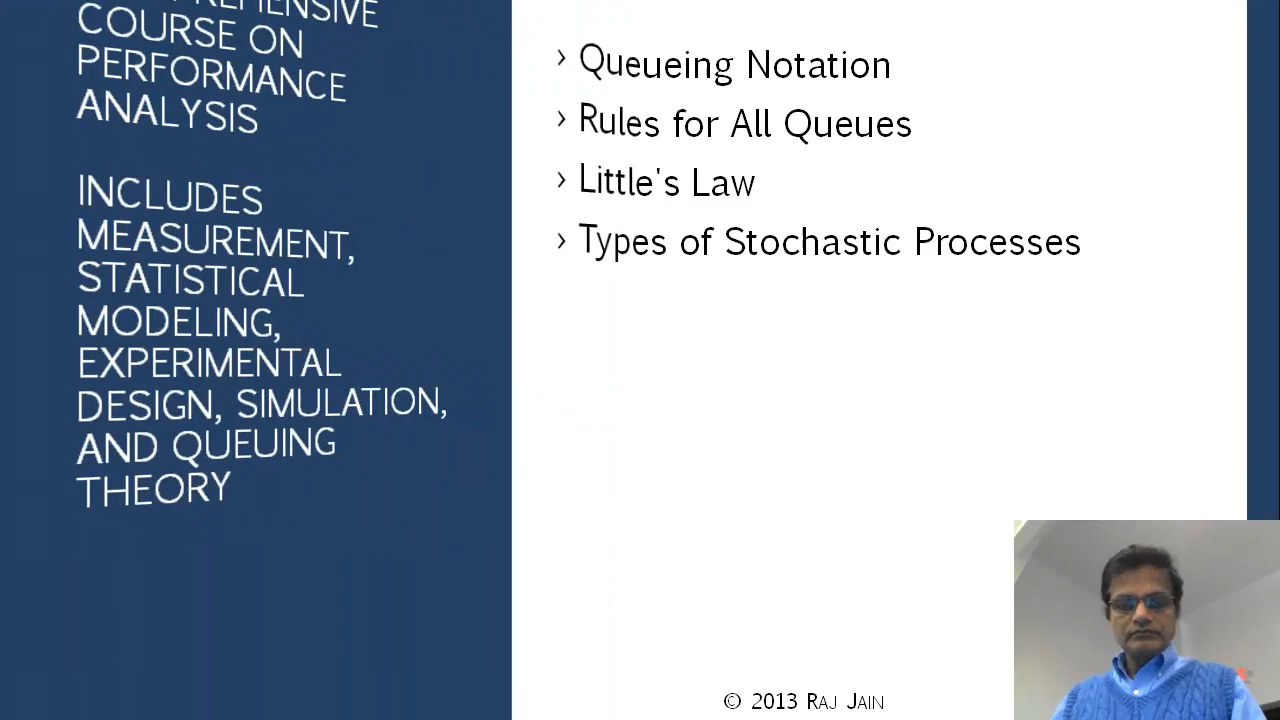 COURSE ON
PERFORMANCE
ANALYSIS
INCLUDES
MEASUREMENT,
STATISTICAL
MODELING,
EXPERIMENTAL
DESIGN, SIMULATION,
AND QUEUING
THEORY
› Queueing Notation
› Rules for All Queues
› Little's Law
› Types of Stochastic Processes
© 2013 RAJ JAIN